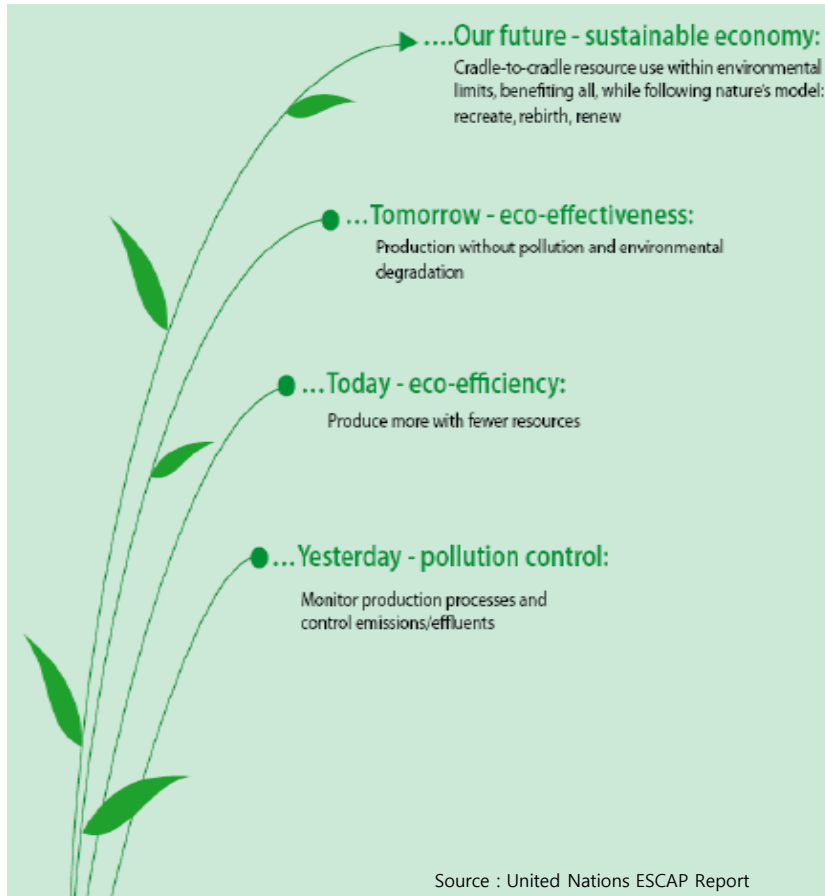 ....Our future - sustainable economy:
Cradle-to-cradle resource use within environmental
limits, benefiting all, while following nature's model:
recreate, rebirth, renew
...Tomorrow - eco-effectiveness:
Production without pollution and environmental
degradation
...Today - eco-efficiency:
Produce more with fewer resources
...Yesterday - pollution control:
Monitor production processes and
control emissions/effluents
Source : United Nations ESCAP Report